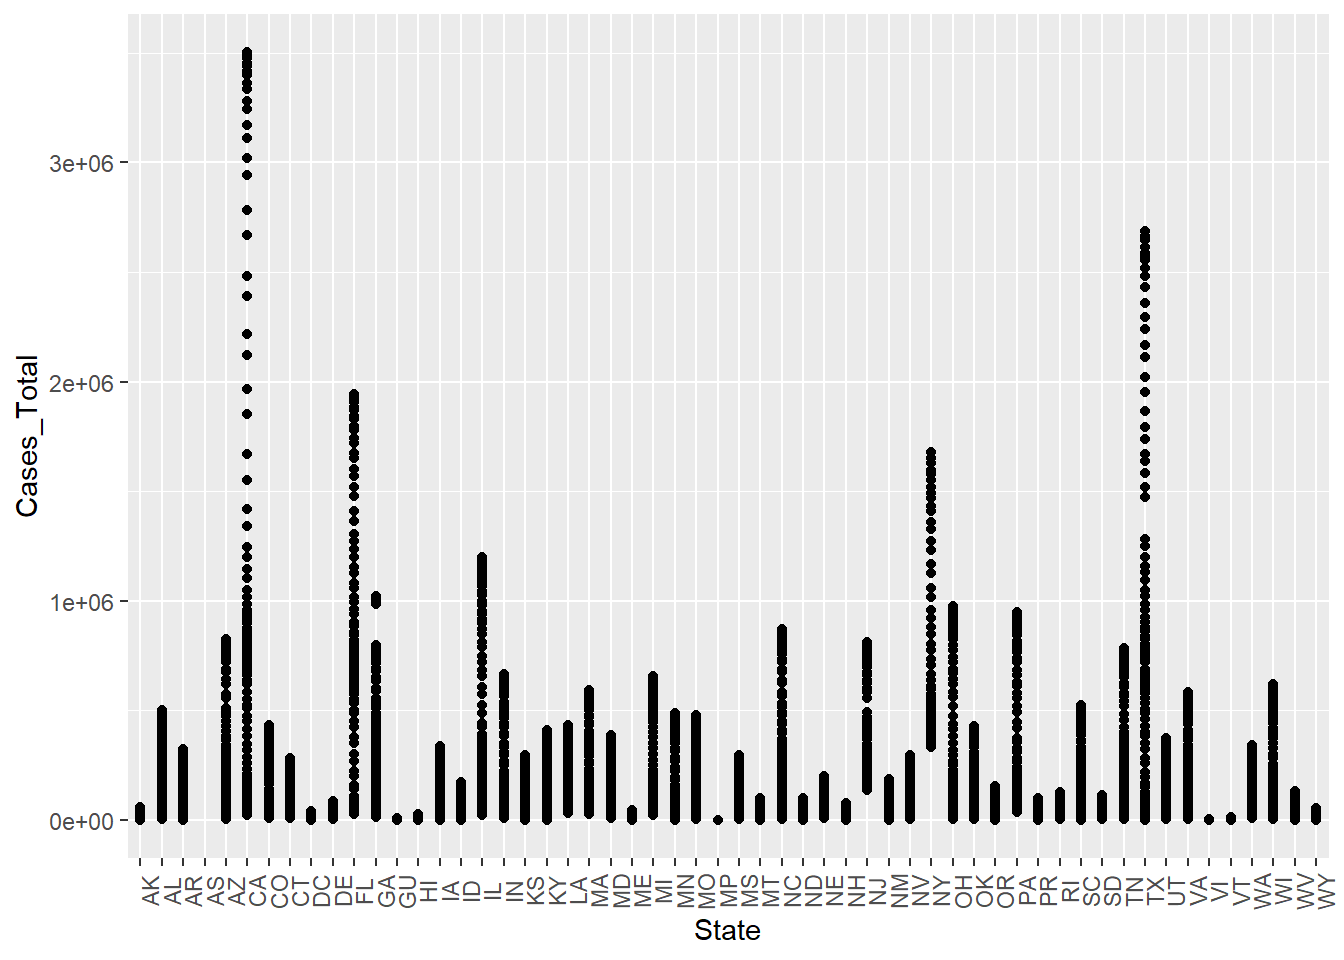 Cases_Total
3e+06
2e+06
1e+06
0e+00
AK AL AR AS AZ CA CO CT DC DE FL GA GU HI IA ID IL IN KS KY LA MA MD ME MI MN MO MP MS MT NC ND NE NH NJ NM NV NY OH OK OR PA PR RI SC SD TN TX UT VA VI VT WA WI WV WY
State